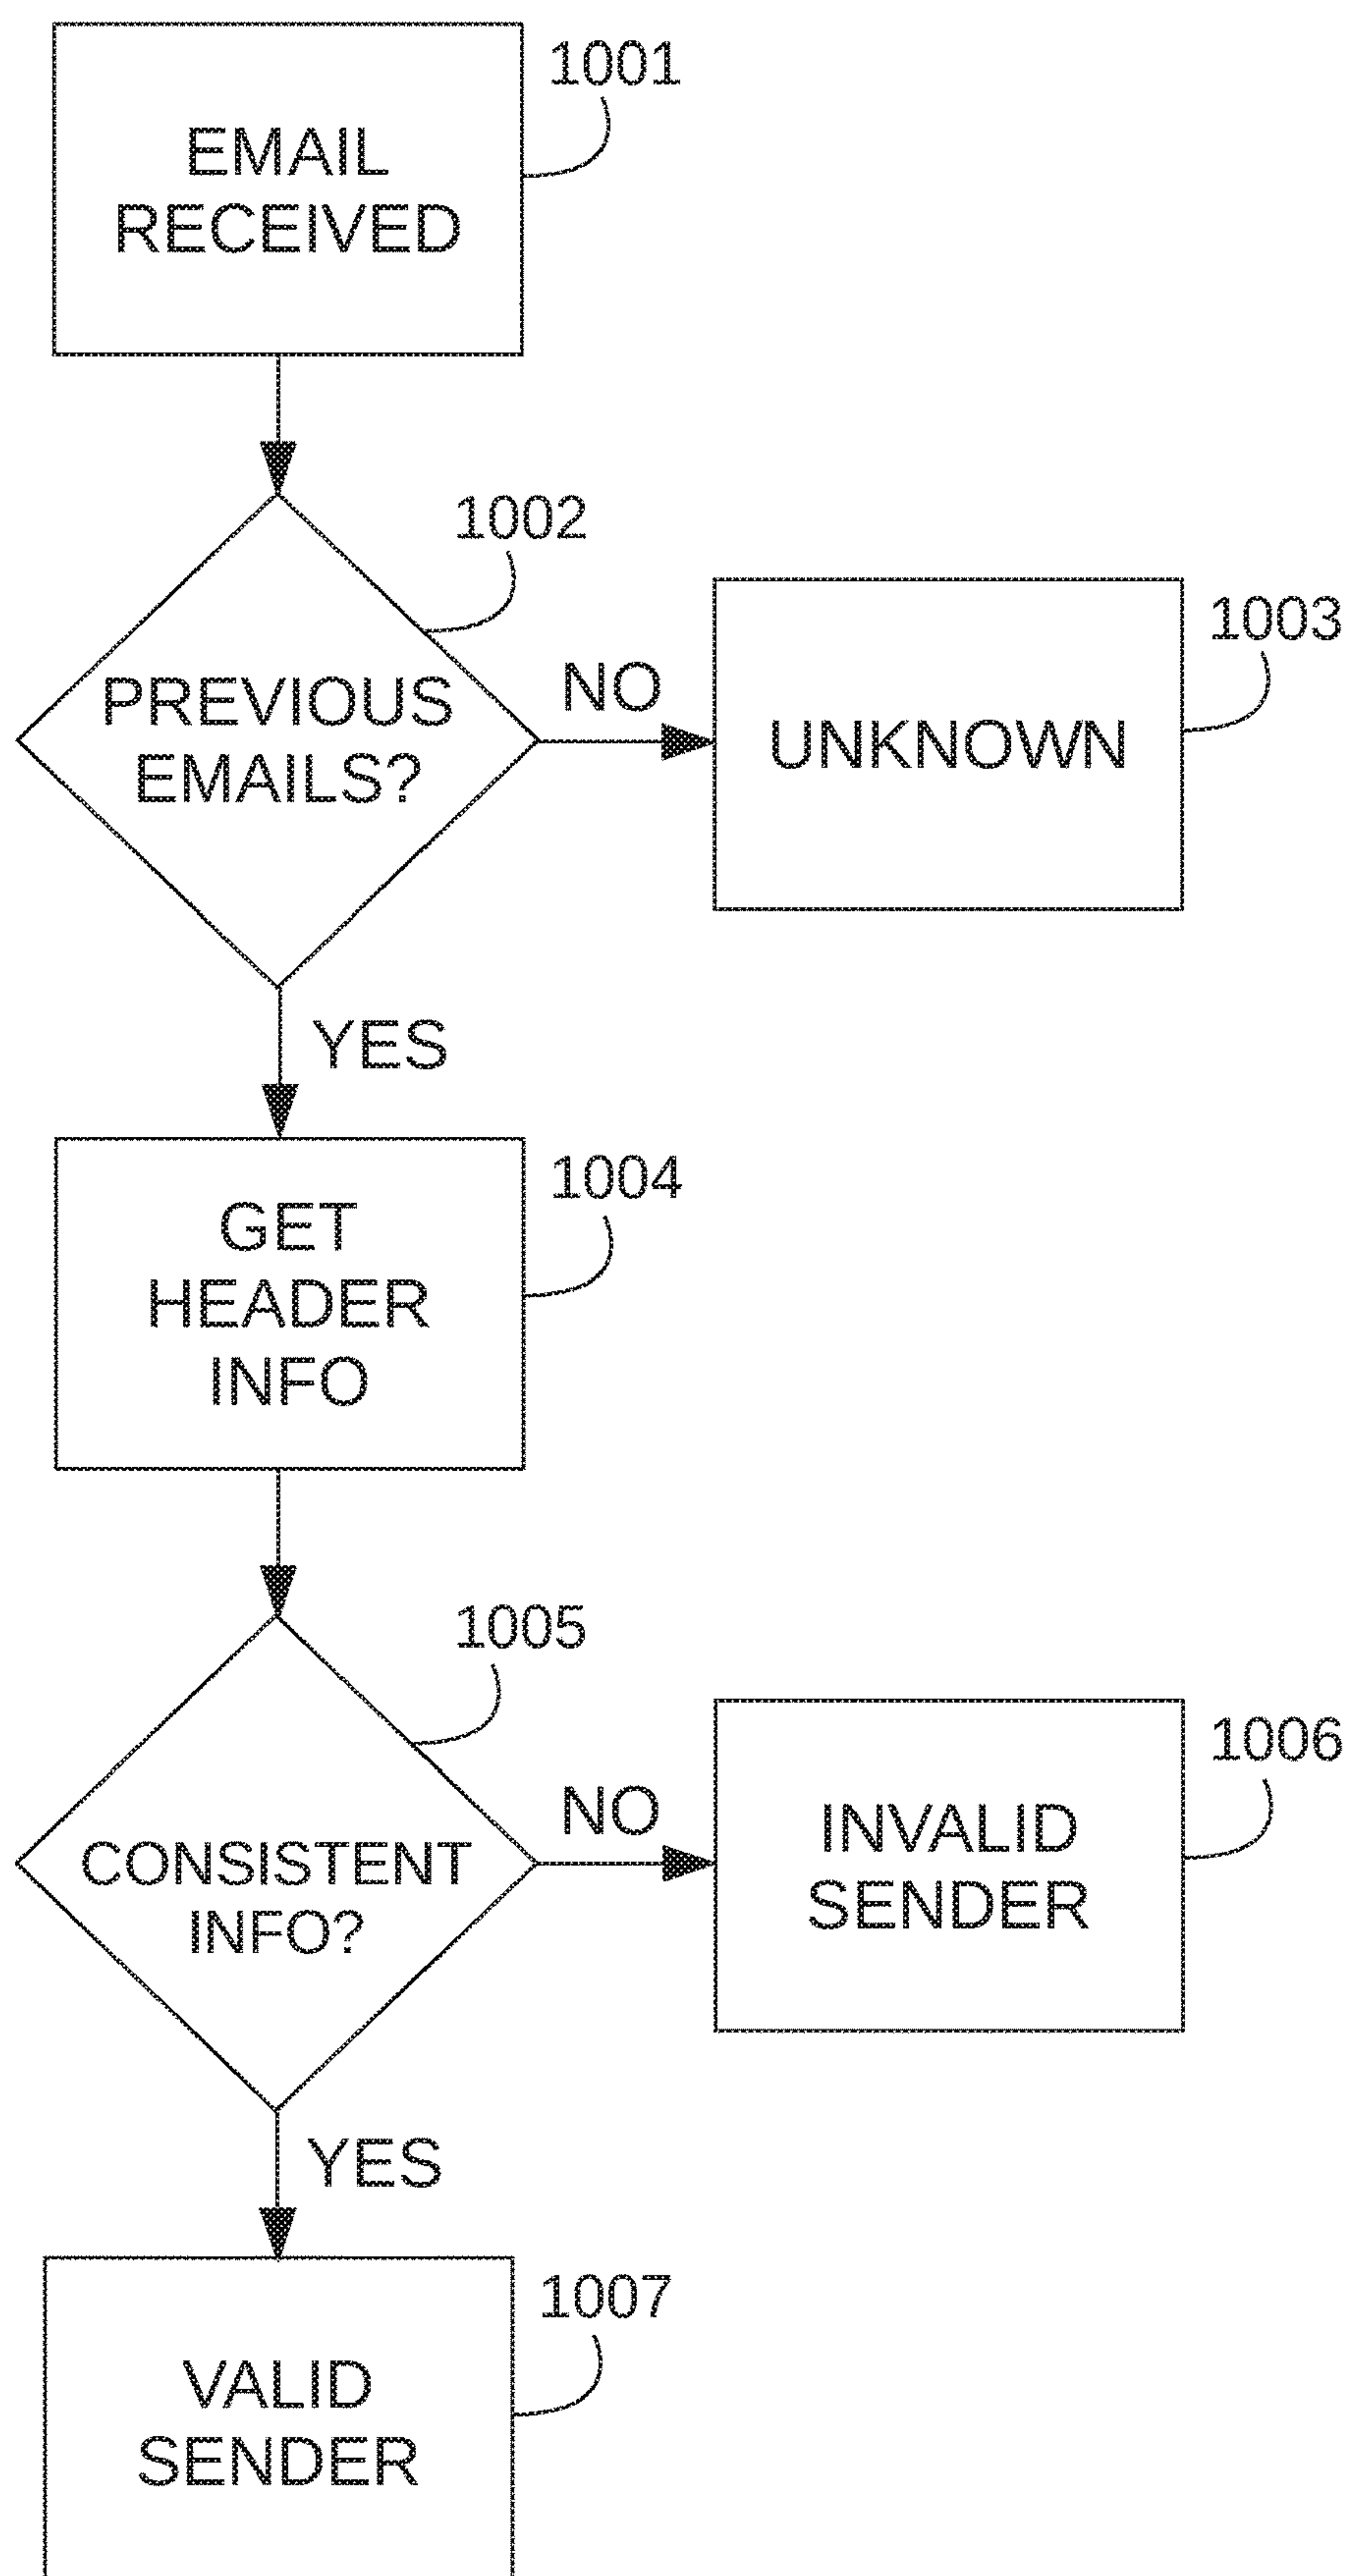 1001
EMAIL
RECEIVED
1002
PREVIOUS
EMAILS?
NO
1003
UNKNOWN
YES
1004
GET
HEADER
INFO
1005
CONSISTENT
INFO?
NO
1006
INVALID
SENDER
YES
1007
VALID
SENDER